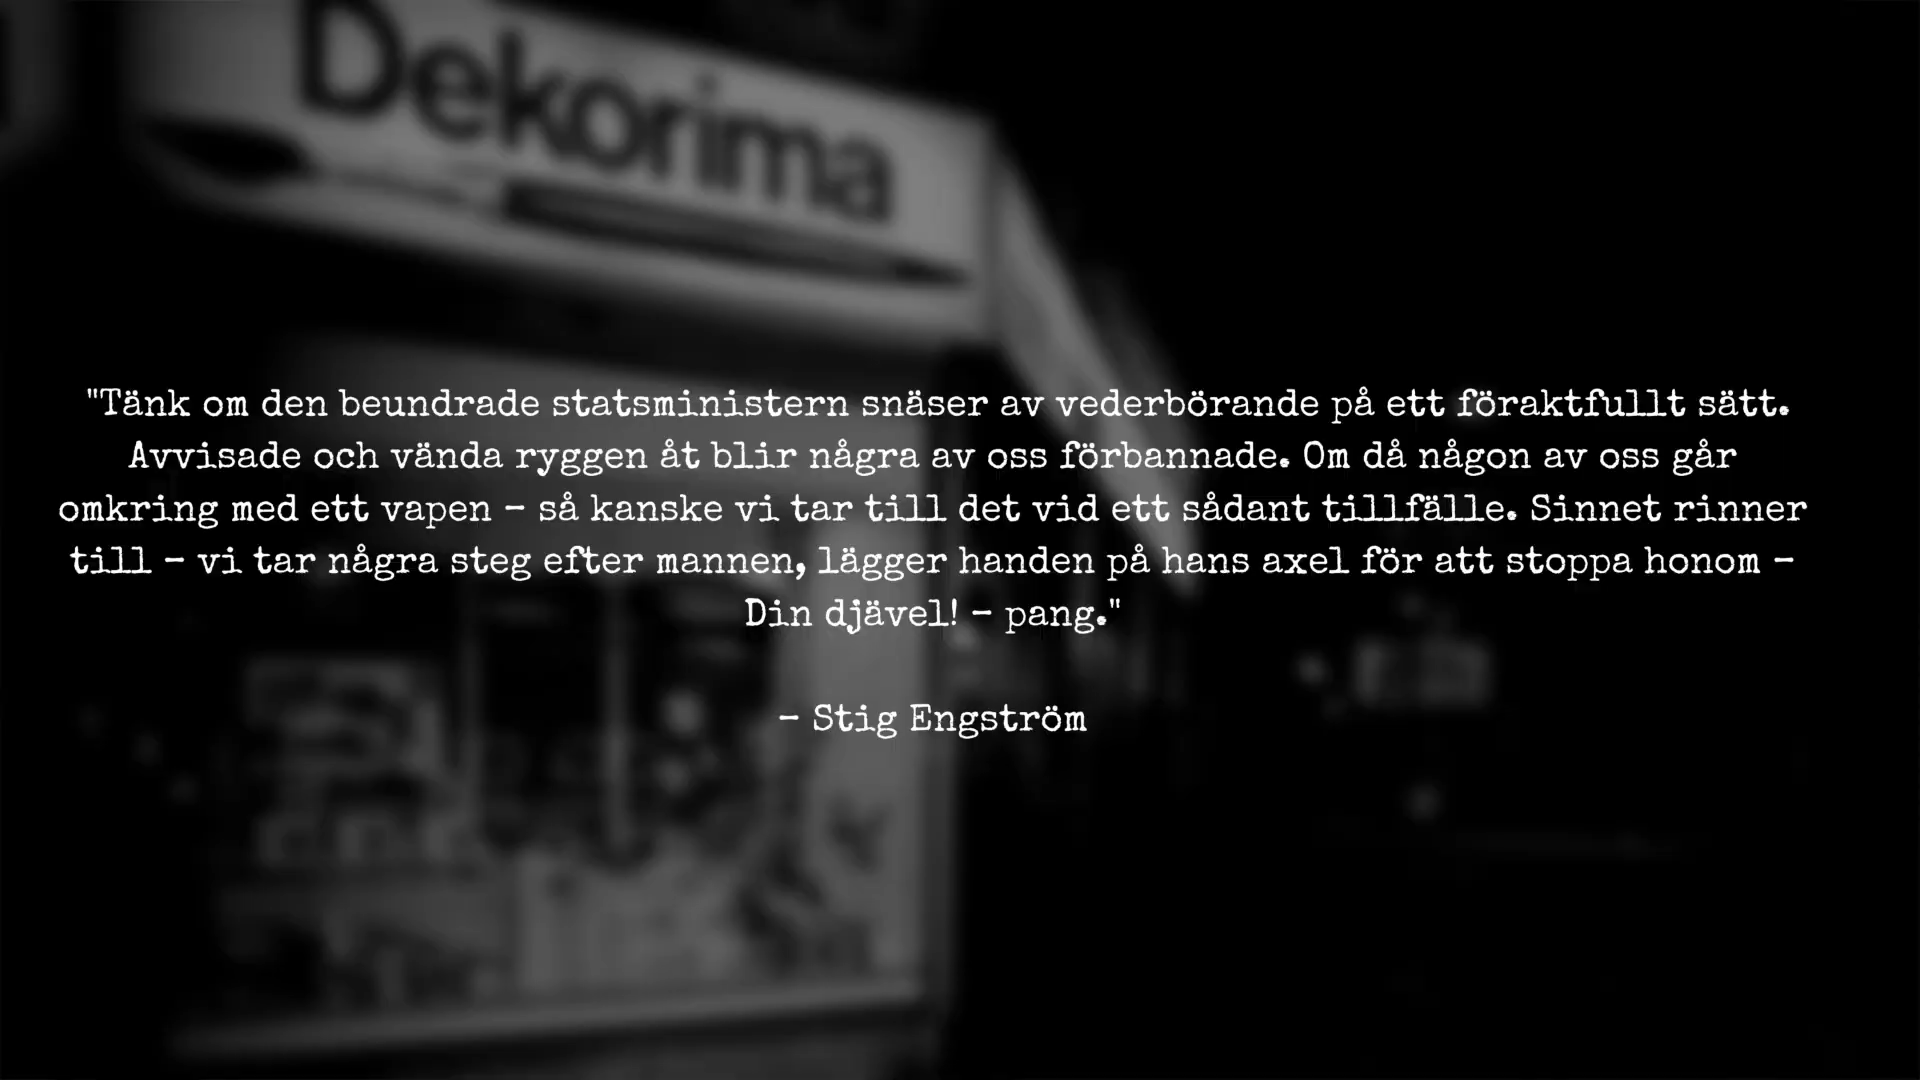 Dekorima
"Tänk om den beundrade statsministern snäser av vederbörande på ett föraktfullt sätt.
Avvisade och vända ryggen åt blir några av oss förbannade. Om då någon av oss går
omkring med ett vapen – så kanske vi tar till det vid ett sådant tillfälle. Sinnet rinner
till – vi tar några steg efter mannen, lägger handen på hans axel för att stoppa honom –
Din djävel! – pang."
– Stig Engström